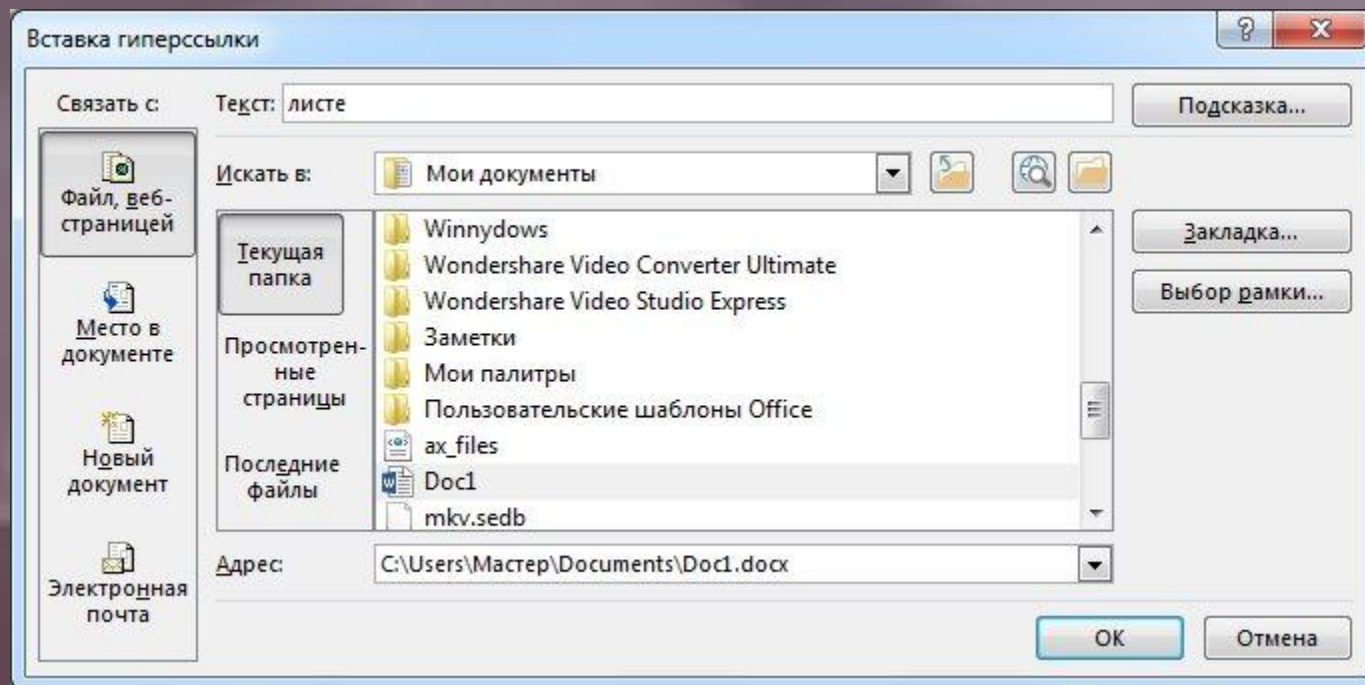 Вставка гиперссылки
Связать с:
Текст: листе
Подсказка...
Файл, веб-
страницей
Искать в:
Мои документы
Текущая
папка
Winnydows
Wondershare Video Converter Ultimate
Wondershare Video Studio Express
Заметки
Мои палитры
Пользовательские шаблоны Office
ax_files
Doc1
mkv.sedb
Закладка...
Выбор рамки...
Место в
документе
Просмотрен-
ные
страницы
Новый
документ
Последние
файлы
Электронная
почта
Адрес:
C:\Users\Мастер\Documents\Doc1.docx
ОК
Отмена